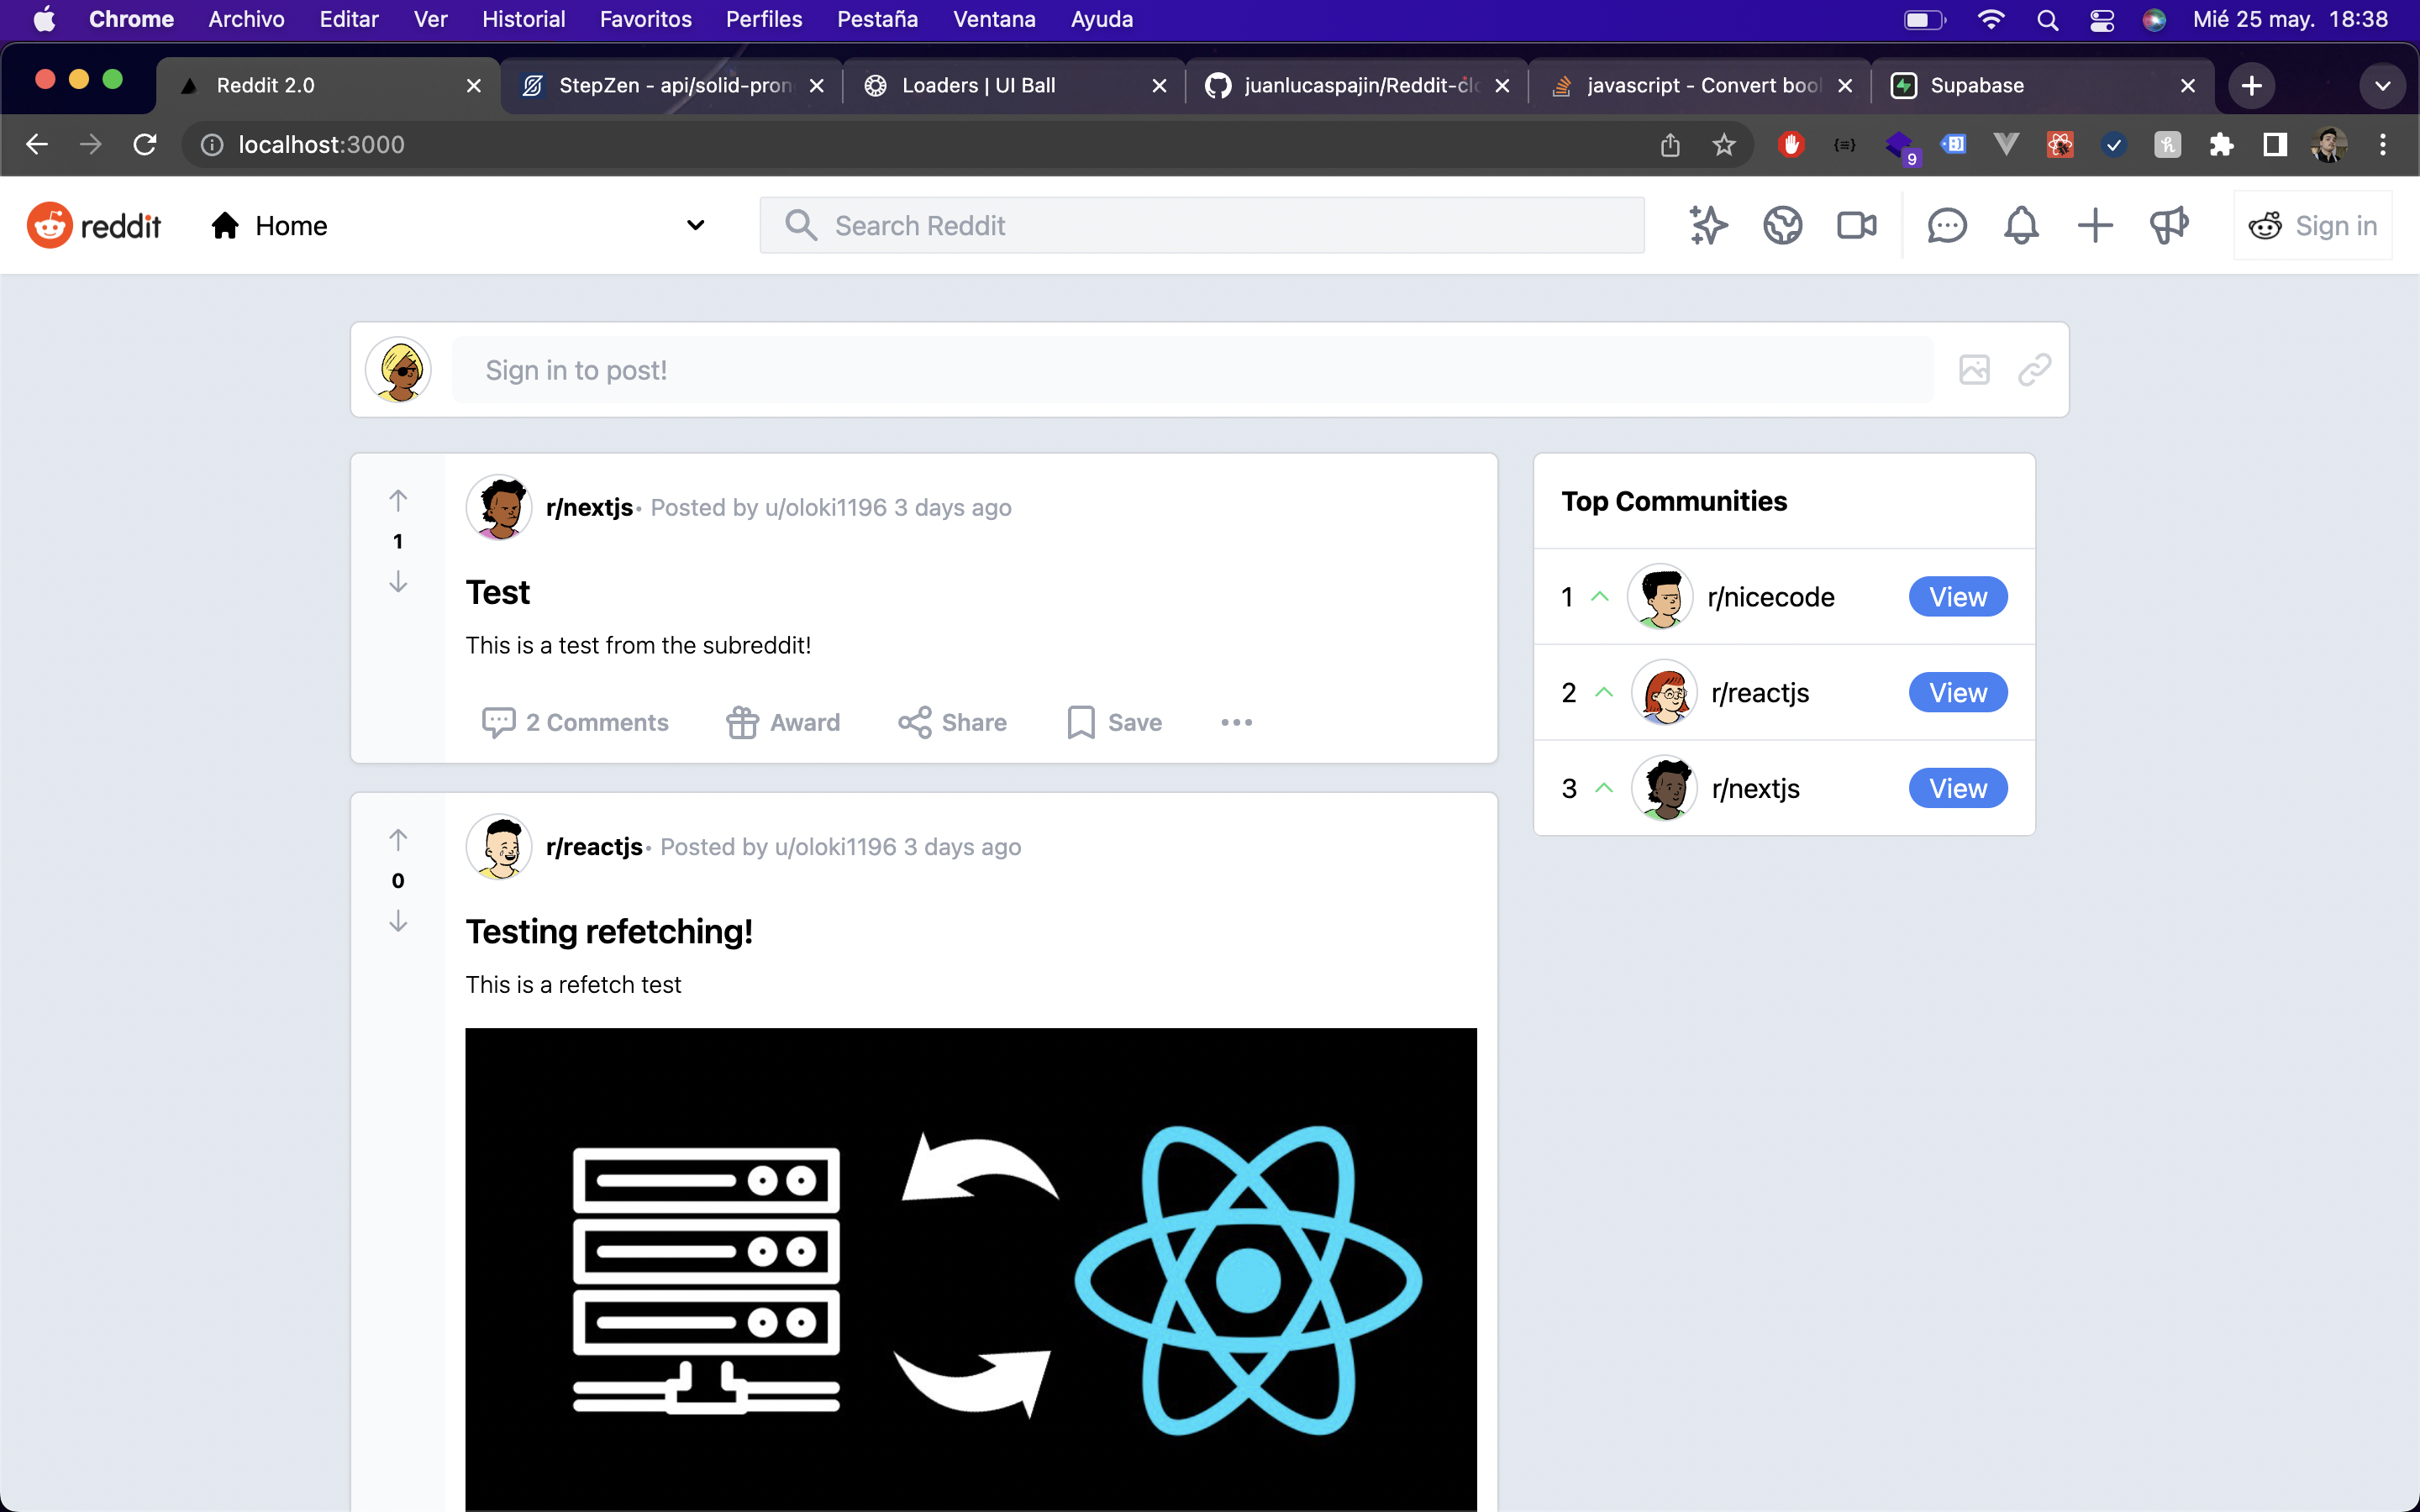 Chrome Archivo Editar Ver Historial Favoritos Perfiles Pestaña Ventana Ayuda Mié 25 may. 18:38
Reddit 2.0 StepZen - api/solid-pron Loaders | UI Ball juanlucaspajin/Reddit-clo javascript - Convert bool Supabase
localhost:3000 9
reddit Home Search Reddit Sign in
Sign in to post!
r/nextjs • Posted by u/oloki1196 3 days ago
1
Test
This is a test from the subreddit!
2 Comments Award Share Save
r/reactjs • Posted by u/oloki1196 3 days ago
0
Testing refetching!
This is a refetch test
Top Communities
1 r/nicecode View
2 r/reactjs View
3 r/nextjs View